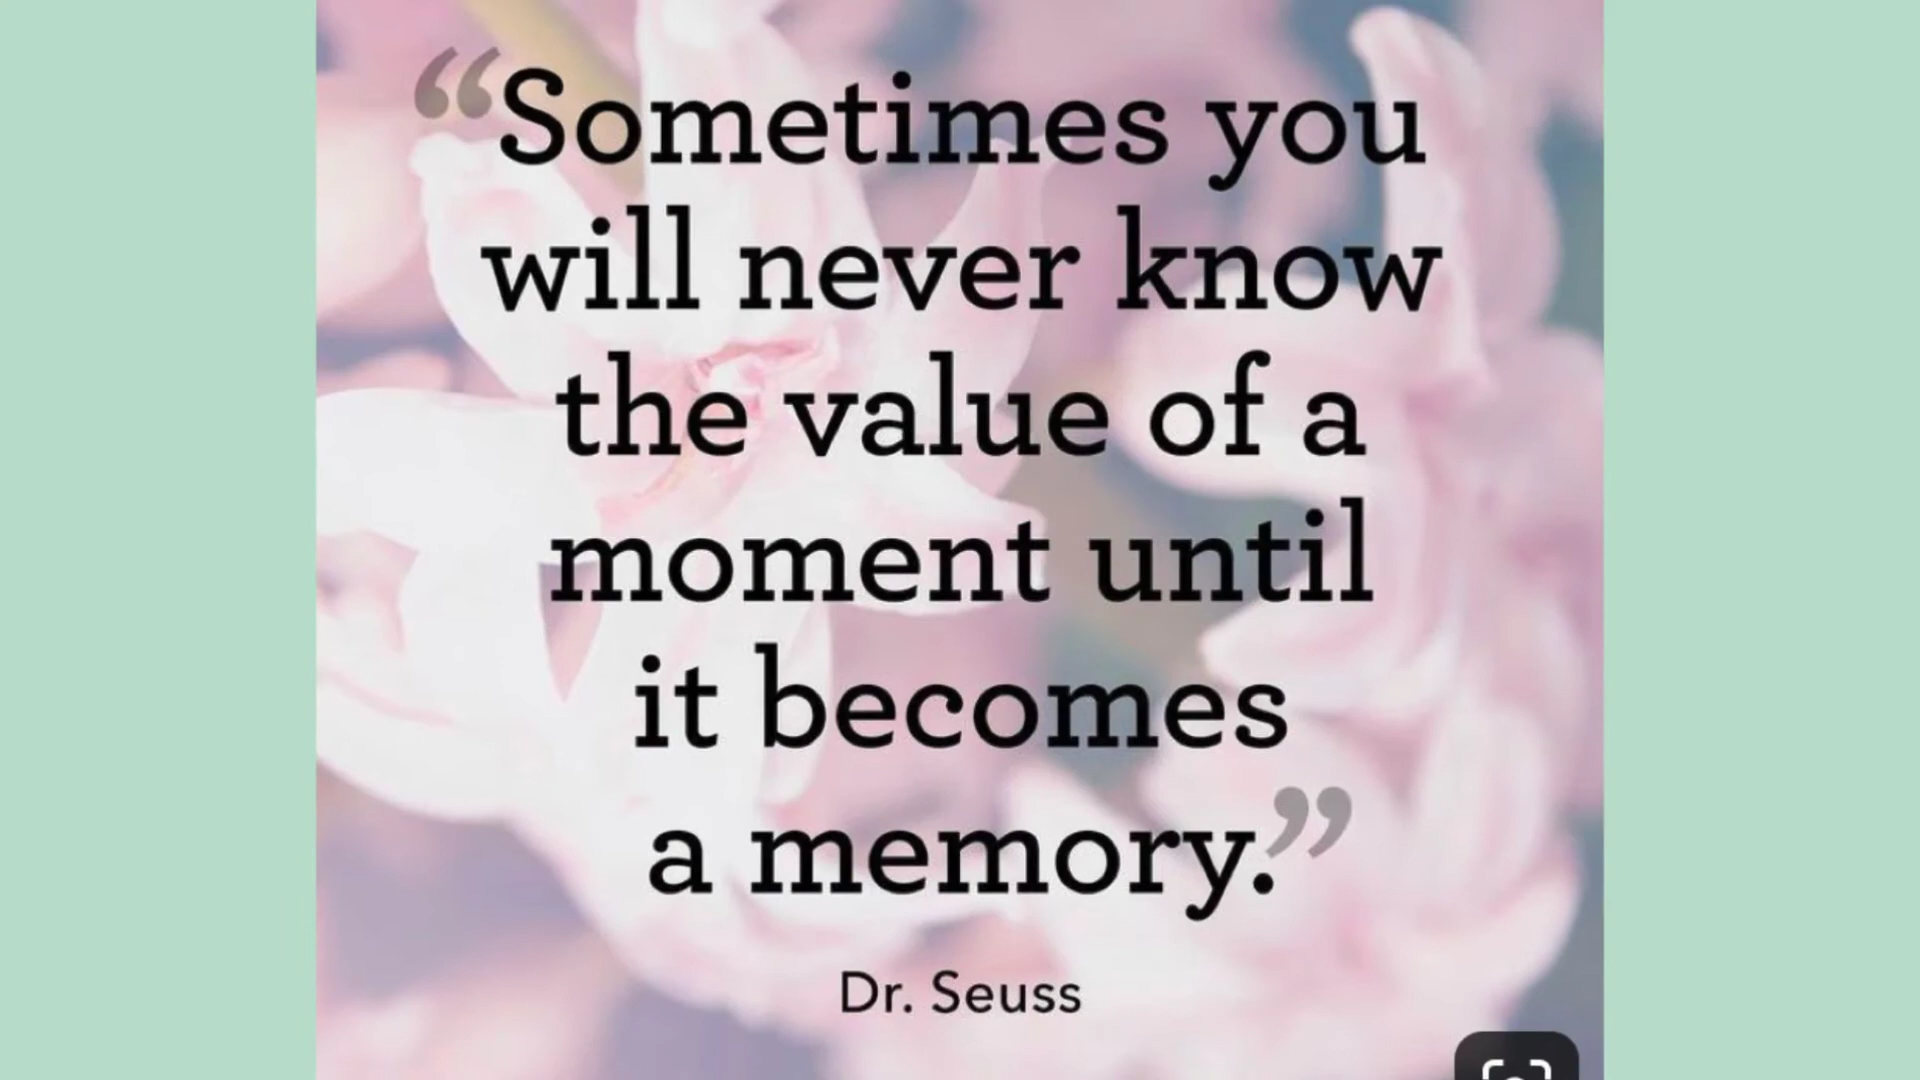 “Sometimes you
will never know
the value of a
moment until
it becomes
a memory.”
Dr. Seuss